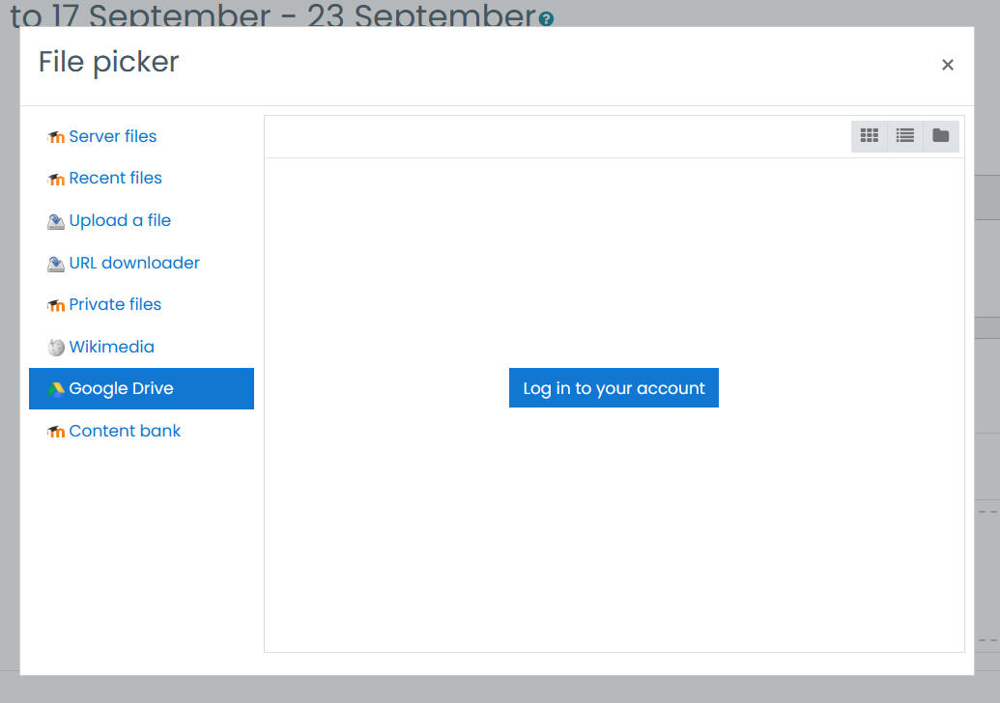 to 17 September - 23 September
File picker
Server files
Recent files
Upload a file
URL downloader
Private files
Wikimedia
Google Drive
Content bank
Log in to your account